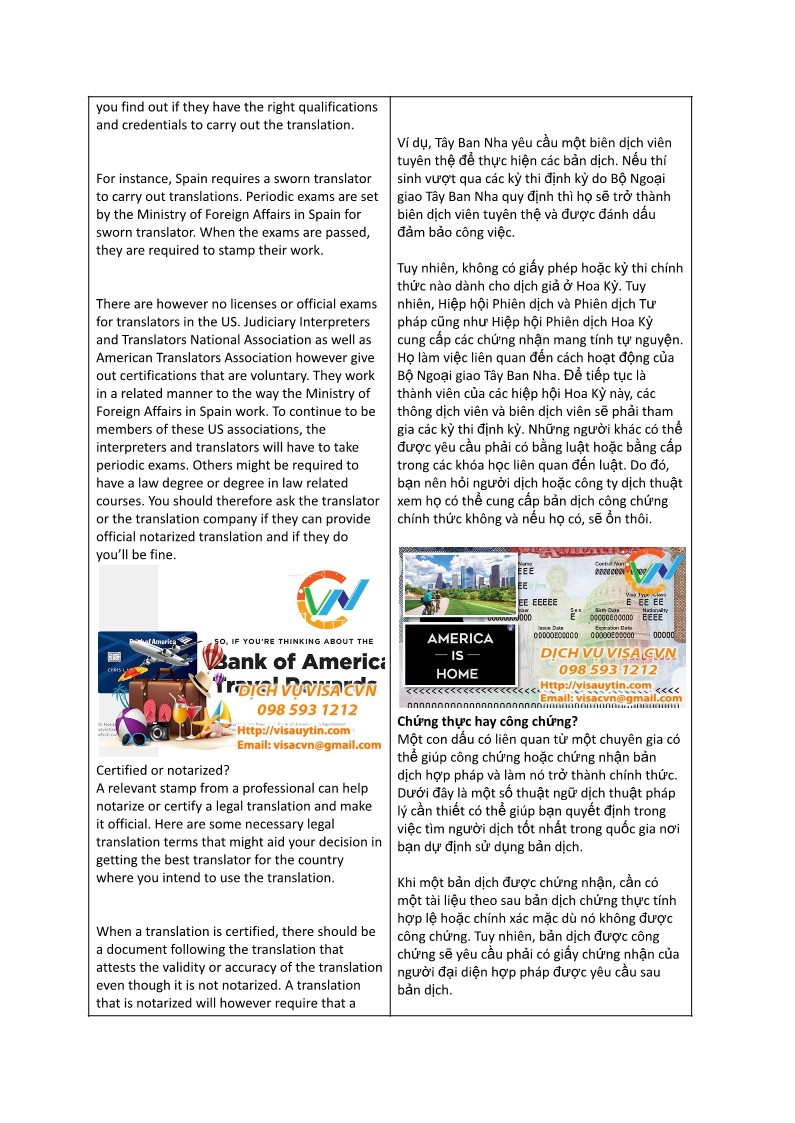 you find out if they have the right qualifications
and credentials to carry out the translation.
For instance, Spain requires a sworn translator
to carry out translations. Periodic exams are set
by the Ministry of Foreign Affairs in Spain for
sworn translator. When the exams are passed,
they are required to stamp their work.
There are however no licenses or official exams
for translators in the US. Judiciary Interpreters
and Translators National Association as well as
American Translators Association however give
out certifications that are voluntary. They work
in a related manner to the way the Ministry of
Foreign Affairs in Spain work. To continue to be
members of these US associations, the
interpreters and translators will have to take
periodic exams. Others might be required to
have a law degree or degree in law related
courses. You should therefore ask the translator
or the translation company if they can provide
official notarized translation and if they do
you'll be fine.
CVN
SO, IF YOU'RE THINKING ABOUT THE
Bank of America
Travel Rewards
DỊCH VỤ VISA CVN
098 593 1212
Http://visauytin.com
Email: visacvn@gmail.com
Certified or notarized?
A relevant stamp from a professional can help
notarize or certify a legal translation and make
it official. Here are some necessary legal
translation terms that might aid your decision in
getting the best translator for the country
where you intend to use the translation.
When a translation is certified, there should be
a document following the translation that
attests the validity or accuracy of the translation
even though it is not notarized. A translation
that is notarized will however require that a
Ví dụ, Tây Ban Nha yêu cầu một biên dịch viên
tuyên thệ để thực hiện các bản dịch. Nếu thí
sinh vượt qua các kỳ thi định kỳ do Bộ Ngoại
giao Tây Ban Nha quy định thì họ sẽ trở thành
biên dịch viên tuyên thệ và được đánh dấu
đảm bảo công việc.
Tuy nhiên, không có giấy phép hoặc kỳ thi chính
thức nào dành cho dịch giả ở Hoa Kỳ. Tuy
nhiên, Hiệp hội Phiên dịch và Phiên dịch Tư
pháp cũng như Hiệp hội Phiên dịch Hoa Kỳ
cung cấp các chứng nhận mang tính tự nguyện.
Họ làm việc liên quan đến cách hoạt động của
Bộ Ngoại giao Tây Ban Nha. Để tiếp tục là
thành viên của các hiệp hội Hoa Kỳ này, các
thông dịch viên và biên dịch viên sẽ phải tham
gia các kỳ thi định kỳ. Những người khác có thể
được yêu cầu phải có bằng luật hoặc bằng cấp
trong các khóa học liên quan đến luật. Do đó,
bạn nên hỏi người dịch hoặc công ty dịch thuật
xem họ có thể cung cấp bản dịch công chứng
chính thức không và nếu họ có, sẽ ổn thôi.
CVN
Visa Type /Class
Sex Birth Date Nationality
Issue Date Expiration Date
AMERICA
IS
HOME
DỊCH VỤ VISA CVN
098 593 1212
Http://visauytin.com
Email: visacvn@gmail.com
Chứng thực hay công chứng?
Một con dấu có liên quan từ một chuyên gia có
thể giúp công chứng hoặc chứng nhận bản
dịch hợp pháp và làm nó trở thành chính thức.
Dưới đây là một số thuật ngữ dịch thuật pháp
lý cần thiết có thể giúp bạn quyết định trong
việc tìm người dịch tốt nhất trong quốc gia nơi
bạn dự định sử dụng bản dịch.
Khi một bản dịch được chứng nhận, cần có
một tài liệu theo sau bản dịch chứng thực tính
hợp lệ hoặc chính xác mặc dù nó không được
công chứng. Tuy nhiên, bản dịch được công
chứng sẽ yêu cầu phải có giấy chứng nhận của
người đại diện hợp pháp được yêu cầu sau
bản dịch.